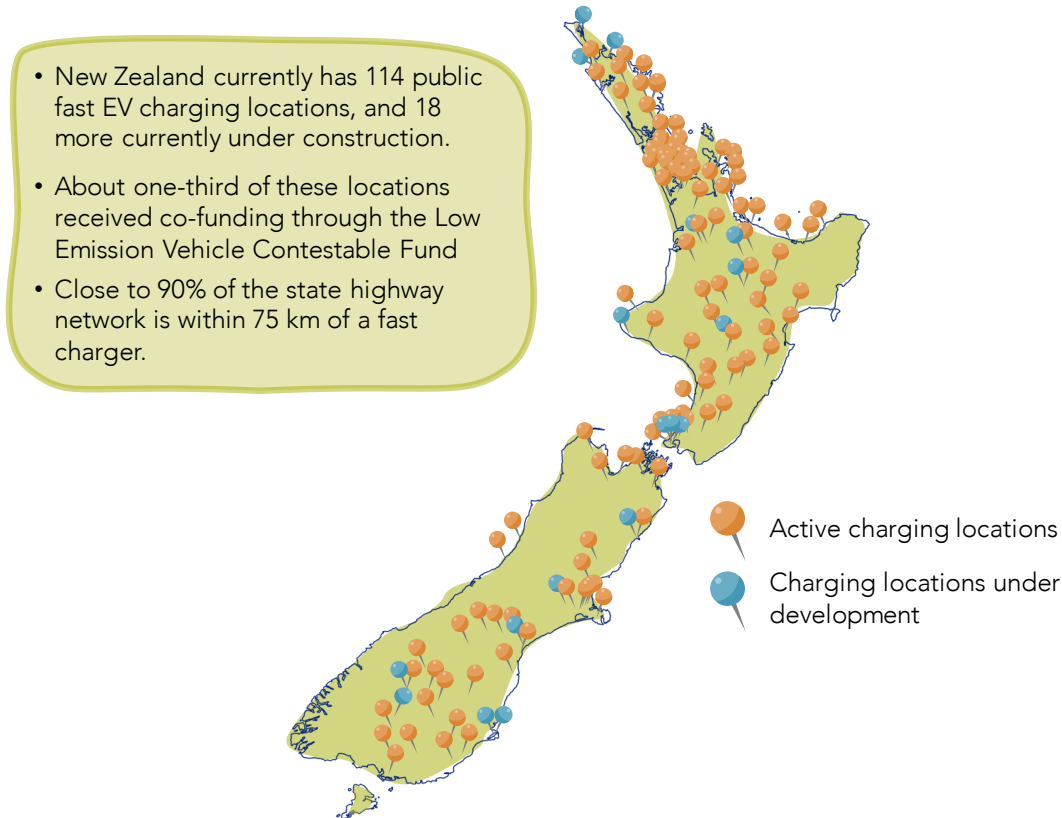 • New Zealand currently has 114 public
fast EV charging locations, and 18
more currently under construction.
• About one-third of these locations
received co-funding through the Low
Emission Vehicle Contestable Fund
• Close to 90% of the state highway
network is within 75 km of a fast
charger.
Active charging locations
Charging locations under
development